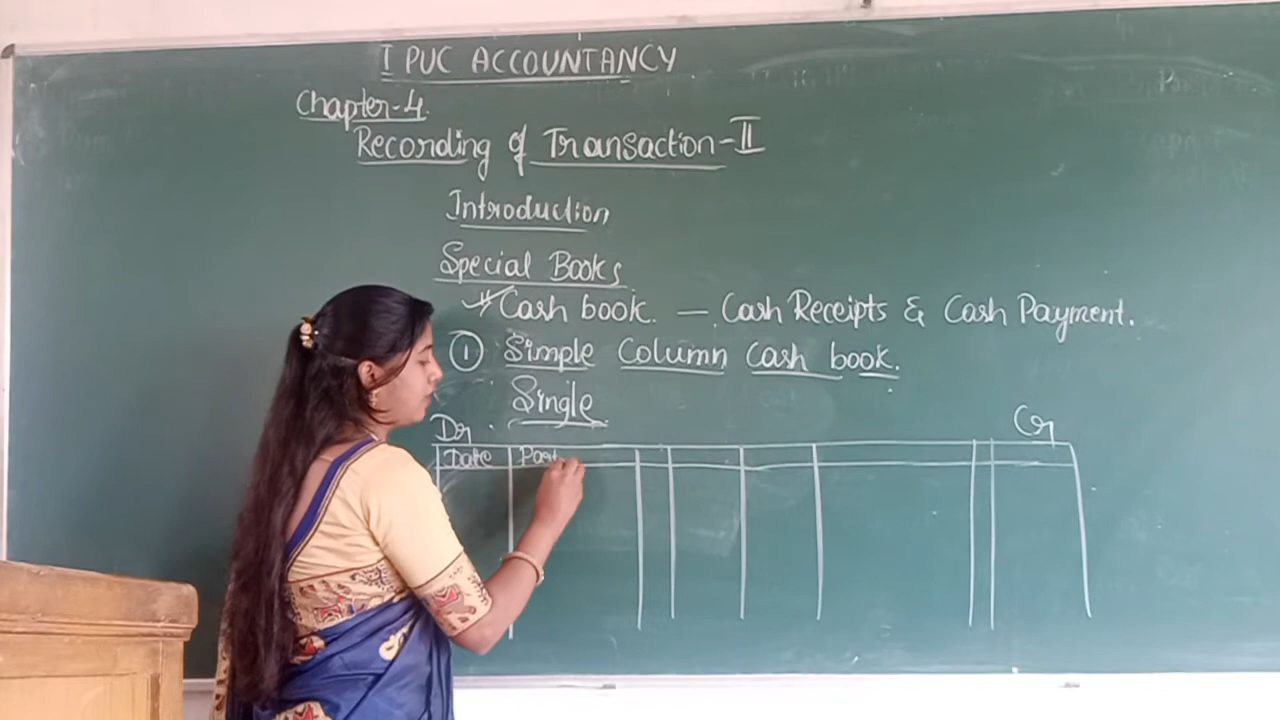 I PUC ACCOUNTANCY
Chapter-4.
Recording of Transaction-II
Introduction
Special Books
* Cash book. — Cash Receipts & Cash Payment.
① Simple Column Cash book.
Single
Dr. Cr
Date Part